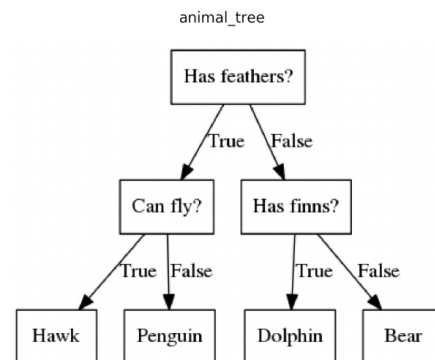 animal_tree
Has feathers?
True False
Can fly? Has finns?
True False True False
Hawk Penguin Dolphin Bear